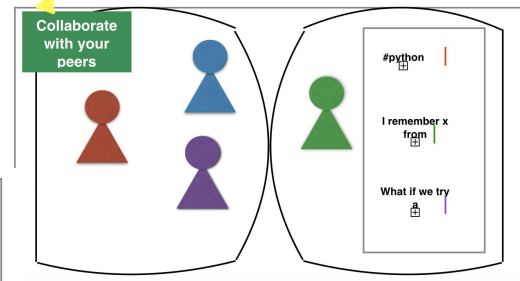 Collaborate
with your
peers
#python
I remember x
from
What if we try
a